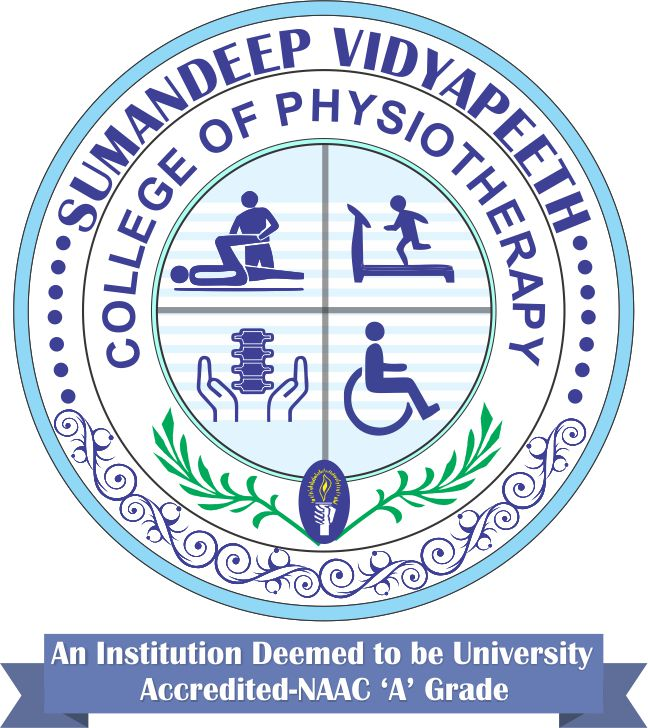 SUMANDEEP VIDYAPEETH
COLLEGE OF PHYSIOTHERAPY
An Institution Deemed to be University
Accredited-NAAC ‘A’ Grade